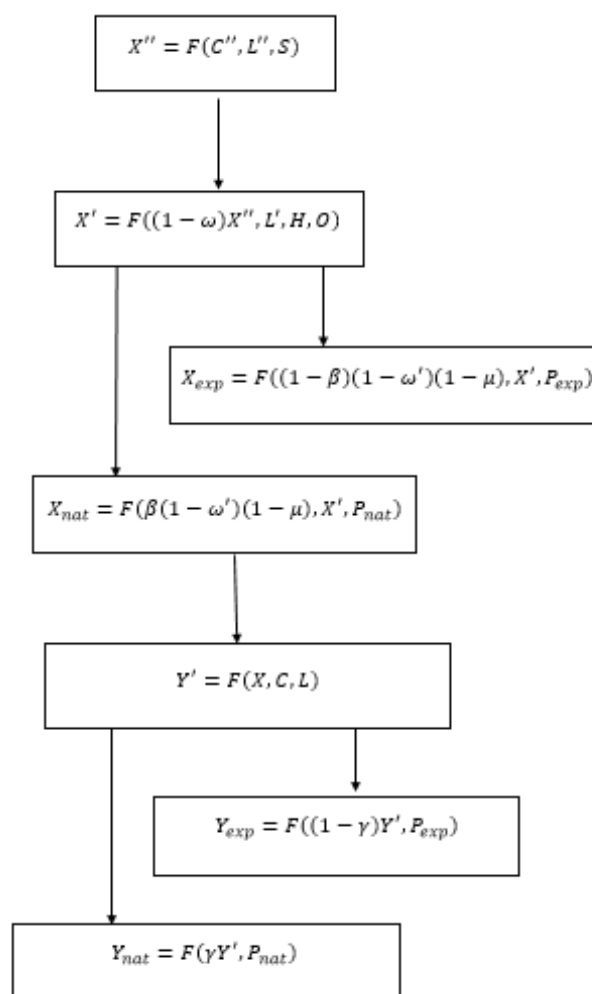 X'' = F(C'', L'', S)
X' = F((1 − ω)X'', L', H, O)
X_exp = F((1 − β)(1 − ω')(1 − μ), X', P_exp)
X_nat = F(β(1 − ω')(1 − μ), X', P_nat)
Y' = F(X, C, L)
Y_exp = F((1 − γ)Y', P_exp)
Y_nat = F(γY', P_nat)